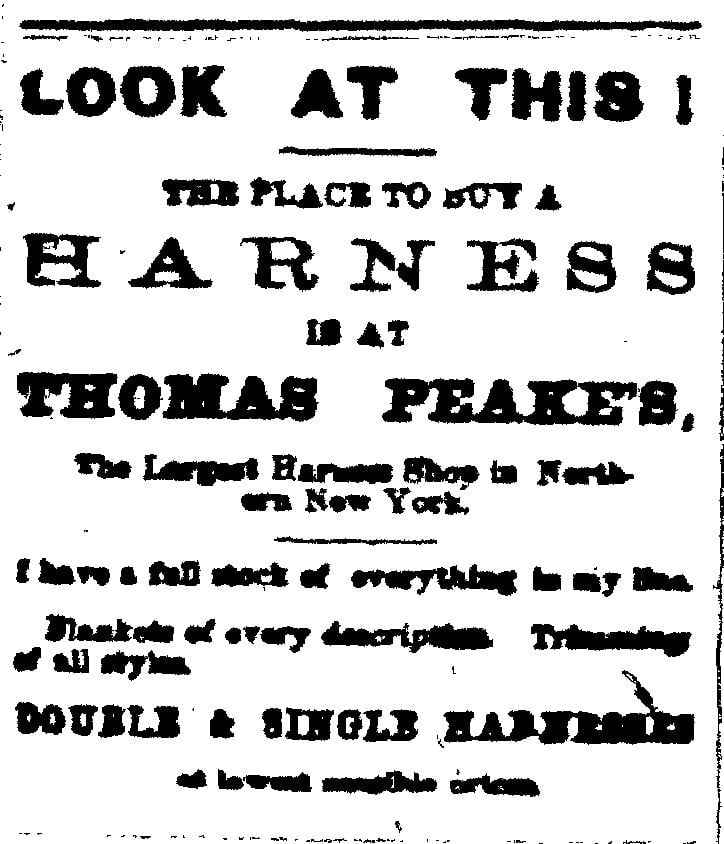 LOOK AT THIS!
THE PLACE TO BUY A
HARNESS
IS AT
THOMAS PEAKE'S,
The Largest Harness Shop in North-
ern New York.
I have a full stock of everything in my line.
Blankets of every description. Trimmings
of all styles.
DOUBLE & SINGLE HARNESSES
at lowest possible prices.